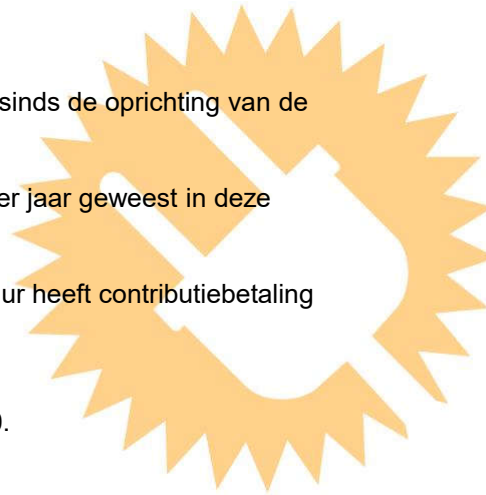 sinds de oprichting van de
er jaar geweest in deze
ur heeft contributiebetaling
).